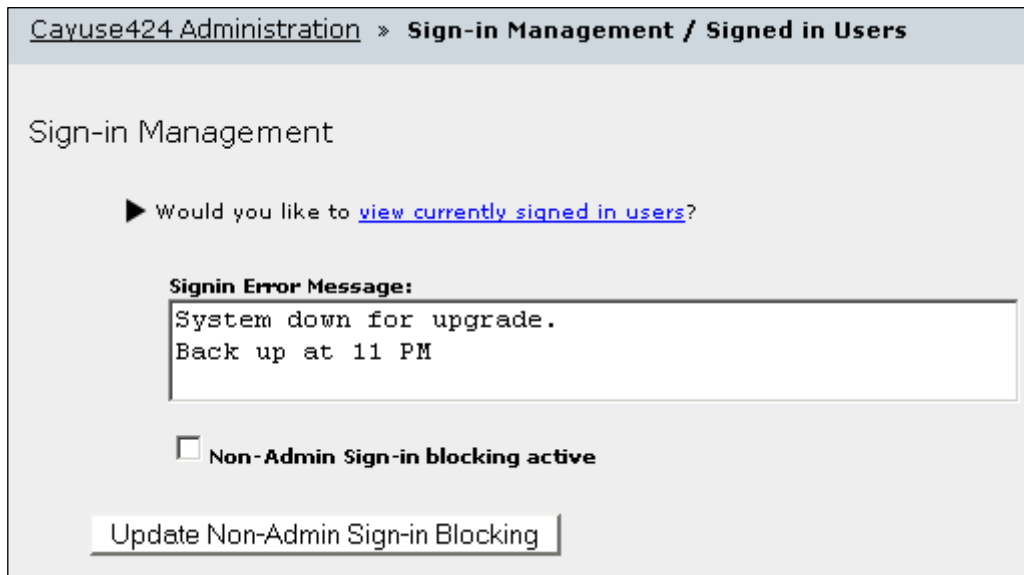 Cayuse424 Administration » Sign-in Management / Signed in Users
Sign-in Management
▶ Would you like to view currently signed in users?
Signin Error Message:
System down for upgrade.
Back up at 11 PM
Non-Admin Sign-in blocking active
Update Non-Admin Sign-in Blocking